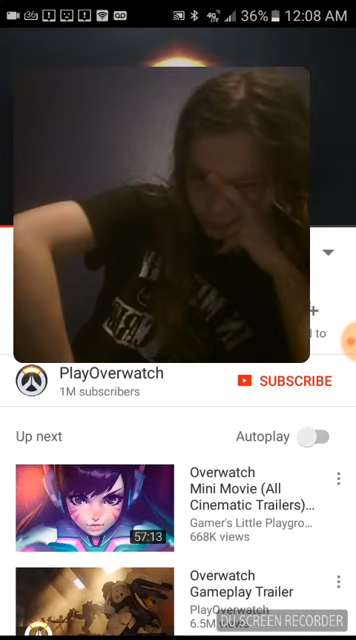 36% 12:08 AM
PlayOverwatch
1M subscribers
SUBSCRIBE
Up next
Autoplay
Overwatch
Mini Movie (All
Cinematic Trailers)…
Gamer's Little Playgro…
668K views
57:13
Overwatch
Gameplay Trailer
PlayOverwatch
6.5M views
DU SCREEN RECORDER